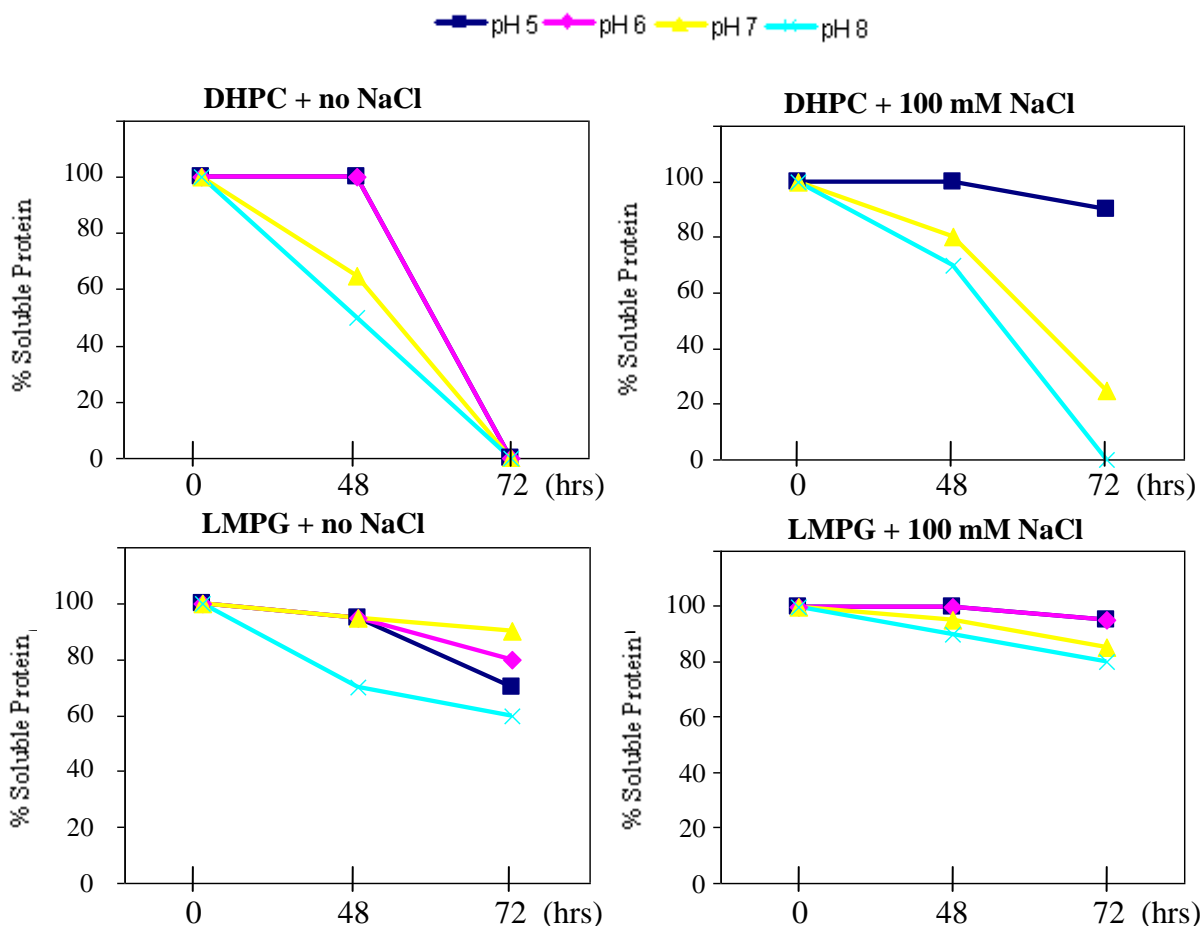 pH 5 pH 6 pH 7 pH 8
DHPC + no NaCl
% Soluble Protein
100
80
60
40
20
0
0 48 72 (hrs)
DHPC + 100 mM NaCl
% Soluble Protein
100
80
60
40
20
0
0 48 72 (hrs)
LMPG + no NaCl
% Soluble Protein
100
80
60
40
20
0
0 48 72 (hrs)
LMPG + 100 mM NaCl
% Soluble Protein
100
80
60
40
20
0
0 48 72 (hrs)